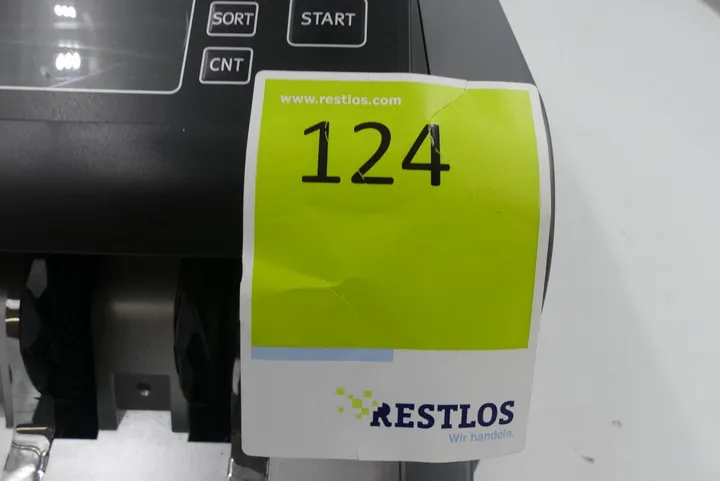 SORT
START
CNT
www.restlos.com
124
RESTLOS
Wir handeln.